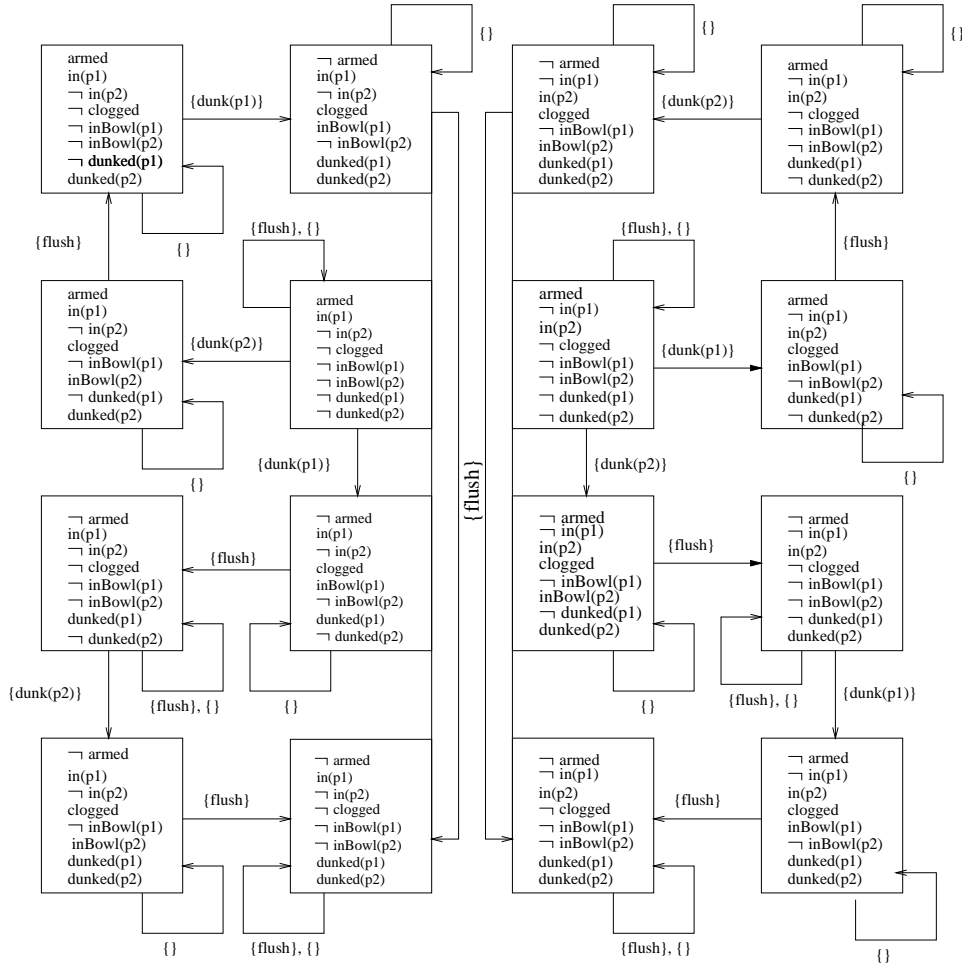 {}
{}
{}
armed
in(p1)
¬ in(p2)
¬ clogged
¬ inBowl(p1)
¬ inBowl(p2)
¬ dunked(p1)
dunked(p2)
{dunk(p1)}
¬ armed
in(p1)
¬ in(p2)
clogged
inBowl(p1)
¬ inBowl(p2)
dunked(p1)
dunked(p2)
¬ armed
¬ in(p1)
in(p2)
clogged
¬ inBowl(p1)
inBowl(p2)
dunked(p1)
dunked(p2)
{dunk(p2)}
armed
¬ in(p1)
in(p2)
¬ clogged
¬ inBowl(p1)
¬ inBowl(p2)
dunked(p1)
¬ dunked(p2)
{flush}
{}
{flush}, {}
{flush}, {}
{flush}
armed
in(p1)
¬ in(p2)
clogged
¬ inBowl(p1)
inBowl(p2)
¬ dunked(p1)
dunked(p2)
{dunk(p2)}
armed
in(p1)
¬ in(p2)
¬ clogged
¬ inBowl(p1)
¬ inBowl(p2)
¬ dunked(p1)
¬ dunked(p2)
armed
¬ in(p1)
in(p2)
¬ clogged
¬ inBowl(p1)
¬ inBowl(p2)
¬ dunked(p1)
¬ dunked(p2)
{dunk(p1)}
armed
¬ in(p1)
in(p2)
clogged
inBowl(p1)
¬ inBowl(p2)
dunked(p1)
¬ dunked(p2)
{}
{dunk(p1)}
{flush}
{dunk(p2)}
{}
¬ armed
in(p1)
¬ in(p2)
¬ clogged
¬ inBowl(p1)
¬ inBowl(p2)
dunked(p1)
¬ dunked(p2)
{flush}
¬ armed
in(p1)
¬ in(p2)
clogged
inBowl(p1)
¬ inBowl(p2)
dunked(p1)
¬ dunked(p2)
¬ armed
¬ in(p1)
in(p2)
clogged
¬ inBowl(p1)
inBowl(p2)
¬ dunked(p1)
dunked(p2)
{flush}
¬ armed
¬ in(p1)
in(p2)
¬ clogged
¬ inBowl(p1)
¬ inBowl(p2)
¬ dunked(p1)
dunked(p2)
{dunk(p2)}
{flush}, {}
{}
{}
{flush}, {}
{dunk(p1)}
¬ armed
in(p1)
¬ in(p2)
clogged
¬ inBowl(p1)
inBowl(p2)
dunked(p1)
dunked(p2)
{flush}
¬ armed
in(p1)
¬ in(p2)
¬ clogged
¬ inBowl(p1)
¬ inBowl(p2)
dunked(p1)
dunked(p2)
¬ armed
¬ in(p1)
in(p2)
¬ clogged
¬ inBowl(p1)
¬ inBowl(p2)
dunked(p1)
dunked(p2)
{flush}
¬ armed
¬ in(p1)
in(p2)
clogged
inBowl(p1)
¬ inBowl(p2)
dunked(p1)
dunked(p2)
{}
{flush}, {}
{flush}, {}
{}